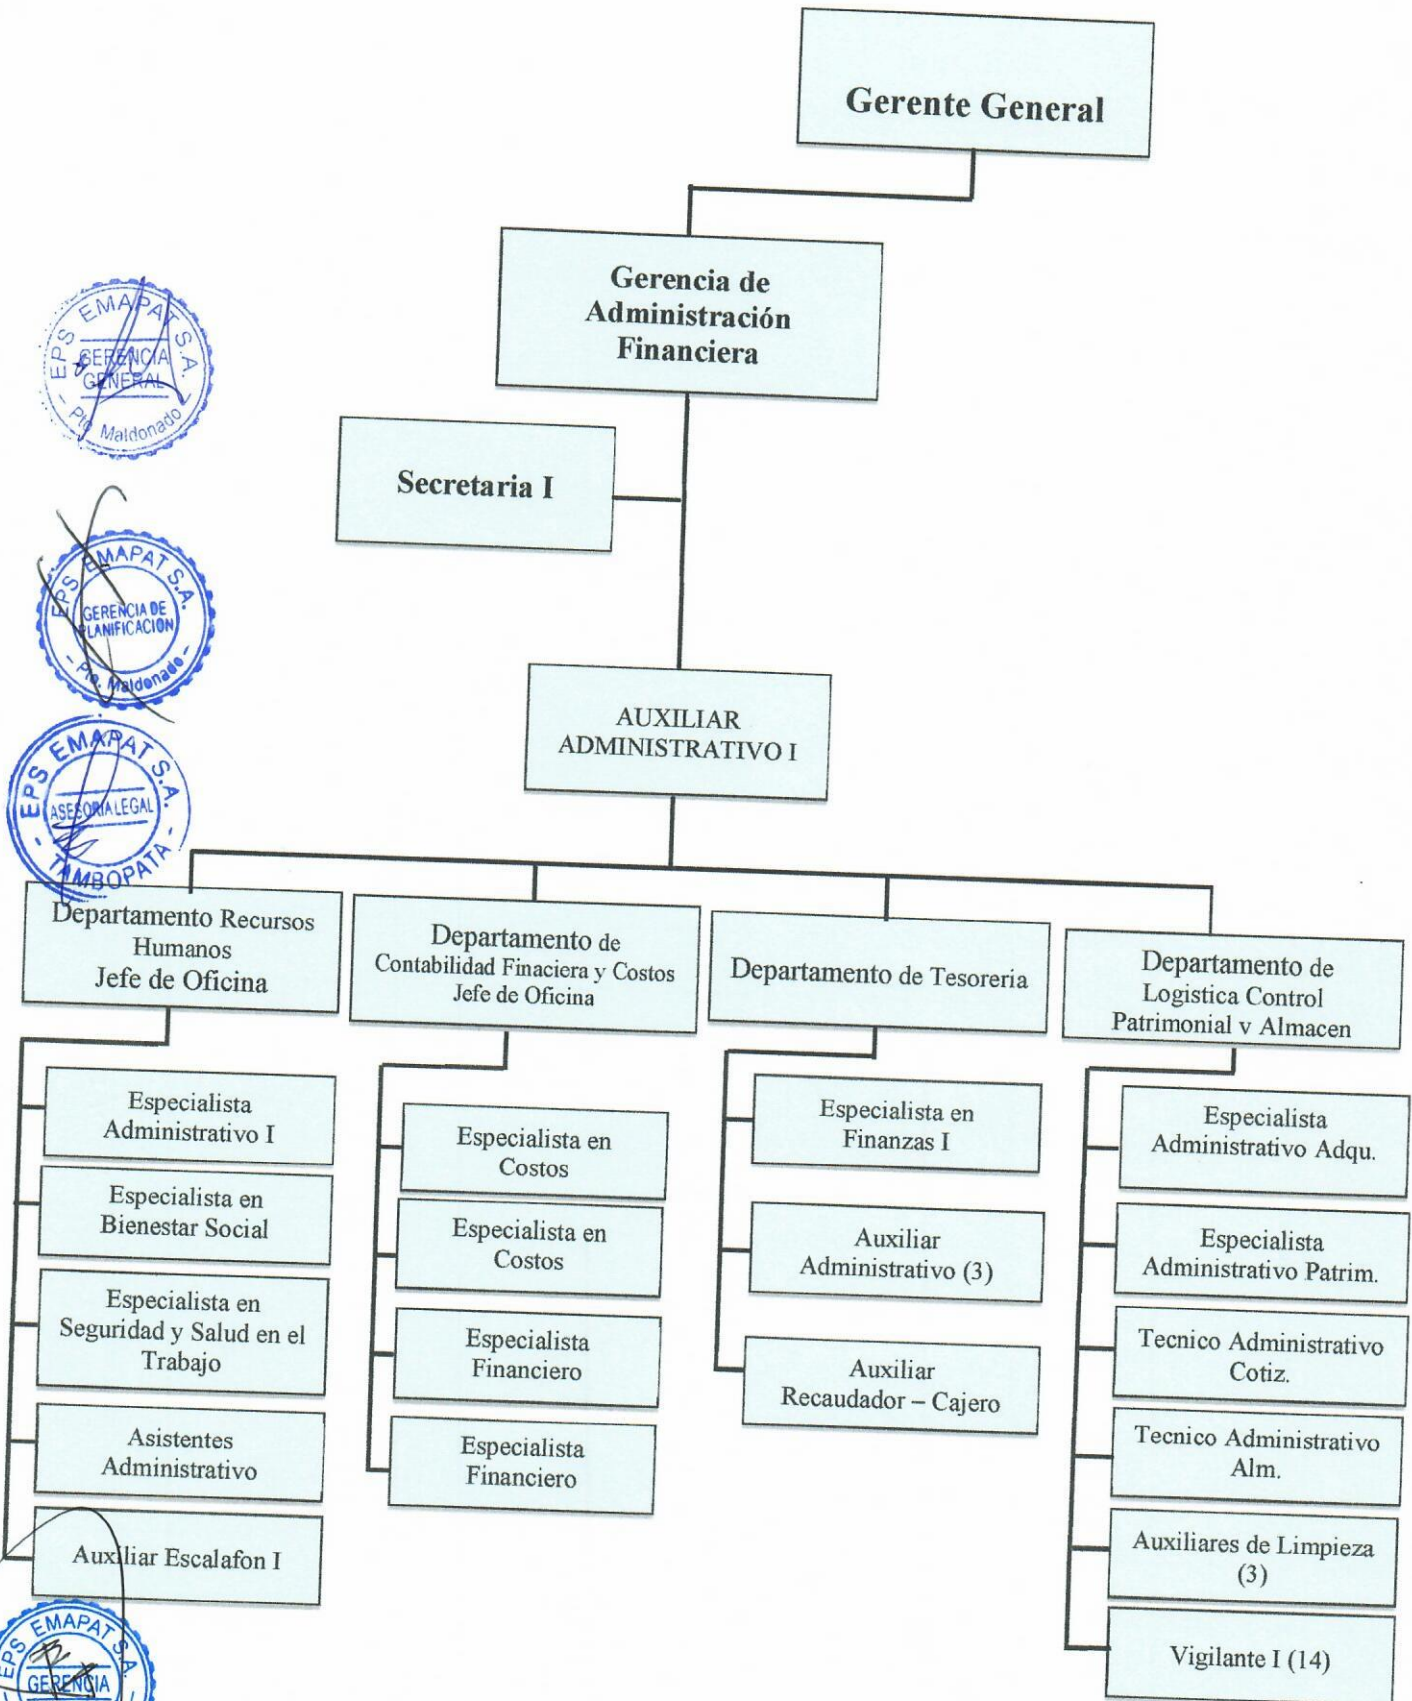 Gerente General
Gerencia de
Administración
Financiera
EPS EMAPAT S.A.
GERENCIA
GENERAL
Pto. Maldonado
Secretaria I
EPS EMAPAT S.A.
GERENCIA DE
PLANIFICACIÓN
Pto. Maldonado
AUXILIAR
ADMINISTRATIVO I
EPS EMAPAT S.A.
ASESORIA LEGAL
TAMBOPATA
Departamento Recursos
Humanos
Jefe de Oficina
Departamento de
Contabilidad Finaciera y Costos
Jefe de Oficina
Departamento de Tesoreria
Departamento de
Logistica Control
Patrimonial v Almacen
Especialista
Administrativo I
Especialista en
Bienestar Social
Especialista en
Seguridad y Salud en el
Trabajo
Asistentes
Administrativo
Auxiliar Escalafon I
Especialista en
Costos
Especialista en
Costos
Especialista
Financiero
Especialista
Financiero
Especialista en
Finanzas I
Auxiliar
Administrativo (3)
Auxiliar
Recaudador – Cajero
Especialista
Administrativo Adqu.
Especialista
Administrativo Patrim.
Tecnico Administrativo
Cotiz.
Tecnico Administrativo
Alm.
Auxiliares de Limpieza
(3)
Vigilante I (14)
EPS EMAPAT S.A.
GERENCIA